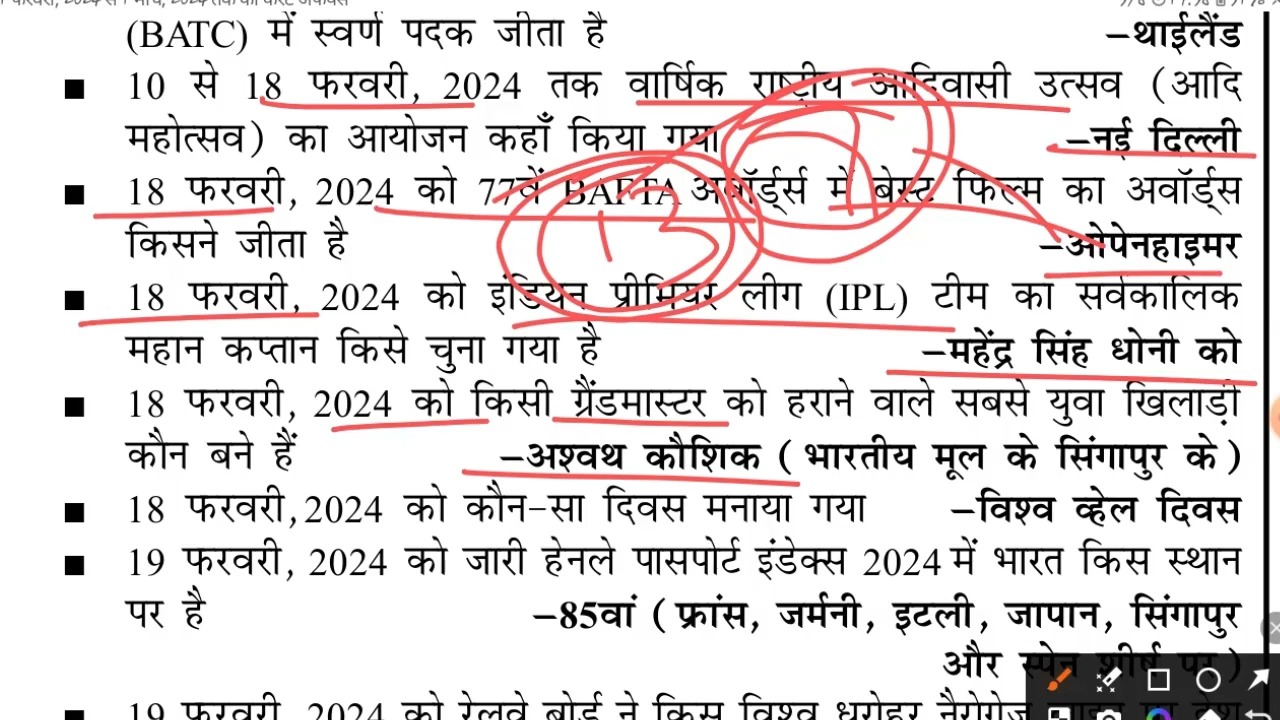 (BATC) में स्वर्ण पदक जीता है –थाईलैंड
■ 10 से 18 फरवरी, 2024 तक वार्षिक राष्ट्रीय आदिवासी उत्सव (आदि
महोत्सव) का आयोजन कहाँ किया गया –नई दिल्ली
■ 18 फरवरी, 2024 को 77वें BAFTA अवॉर्ड्स में बेस्ट फिल्म का अवॉर्ड्स
किसने जीता है –ओपेनहाइमर
■ 18 फरवरी, 2024 को इंडियन प्रीमियर लीग (IPL) टीम का सर्वकालिक
महान कप्तान किसे चुना गया है –महेंद्र सिंह धोनी को
■ 18 फरवरी, 2024 को किसी ग्रैंडमास्टर को हराने वाले सबसे युवा खिलाड़ी
कौन बने हैं –अश्वथ कौशिक (भारतीय मूल के सिंगापुर के)
■ 18 फरवरी,2024 को कौन-सा दिवस मनाया गया –विश्व व्हेल दिवस
■ 19 फरवरी, 2024 को जारी हेनले पासपोर्ट इंडेक्स 2024 में भारत किस स्थान
पर है –85वां (फ्रांस, जर्मनी, इटली, जापान, सिंगापुर
और स्पेन शीर्ष पर)
■ 19 फरवरी, 2024 को रेलवे बोर्ड ने किस विश्व धरोहर नैरोगेज
13